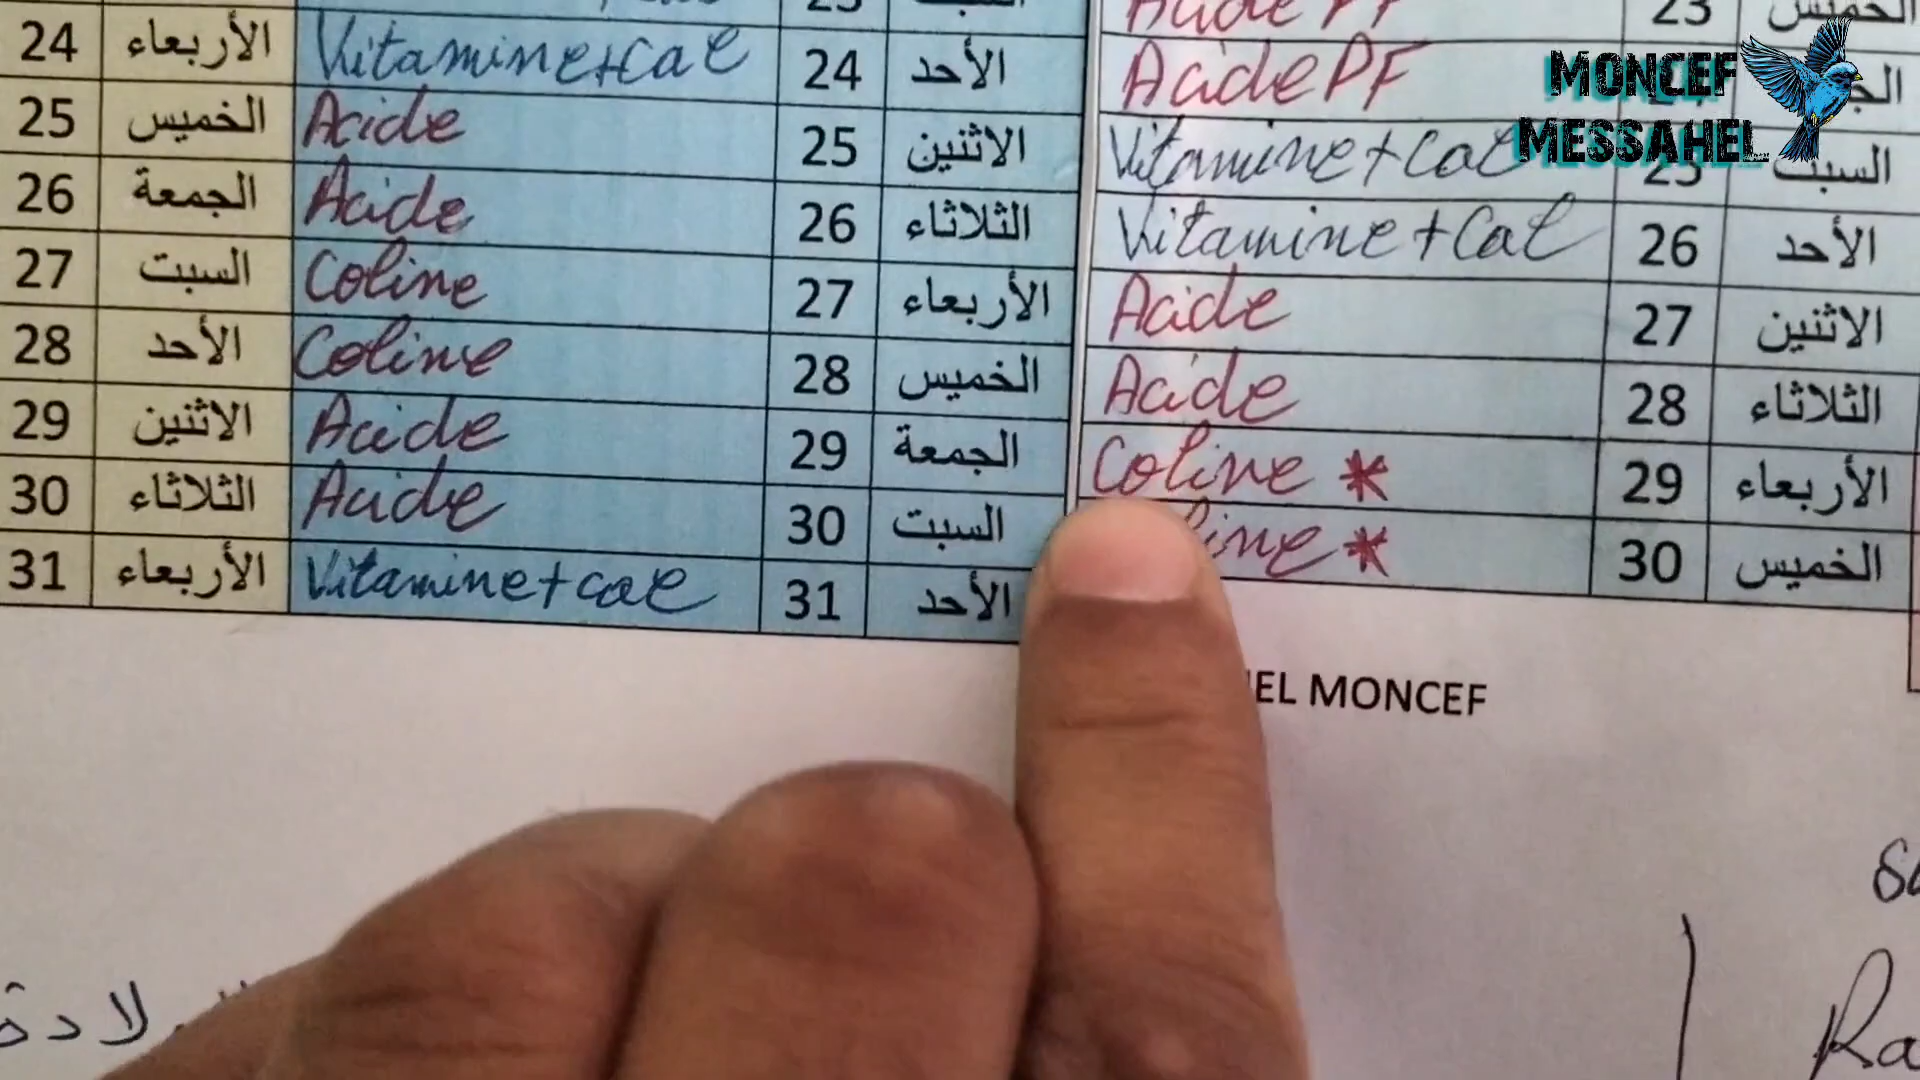 24 الأربعاء Vitamine+cal 24 الأحد Acide PF
25 الخميس Acide 25 الاثنين Vitamine+cal 25 السبت
26 الجمعة Acide 26 الثلاثاء Vitamine+Cal 26 الأحد
27 السبت Coline 27 الأربعاء Acide 27 الاثنين
28 الأحد Coline 28 الخميس Acide 28 الثلاثاء
29 الاثنين Acide 29 الجمعة Coline * 29 الأربعاء
30 الثلاثاء Acide 30 السبت * 30 الخميس
31 الأربعاء Vitamine+cal 31 الأحد
MONCEF
MONCEF
MESSAHEL